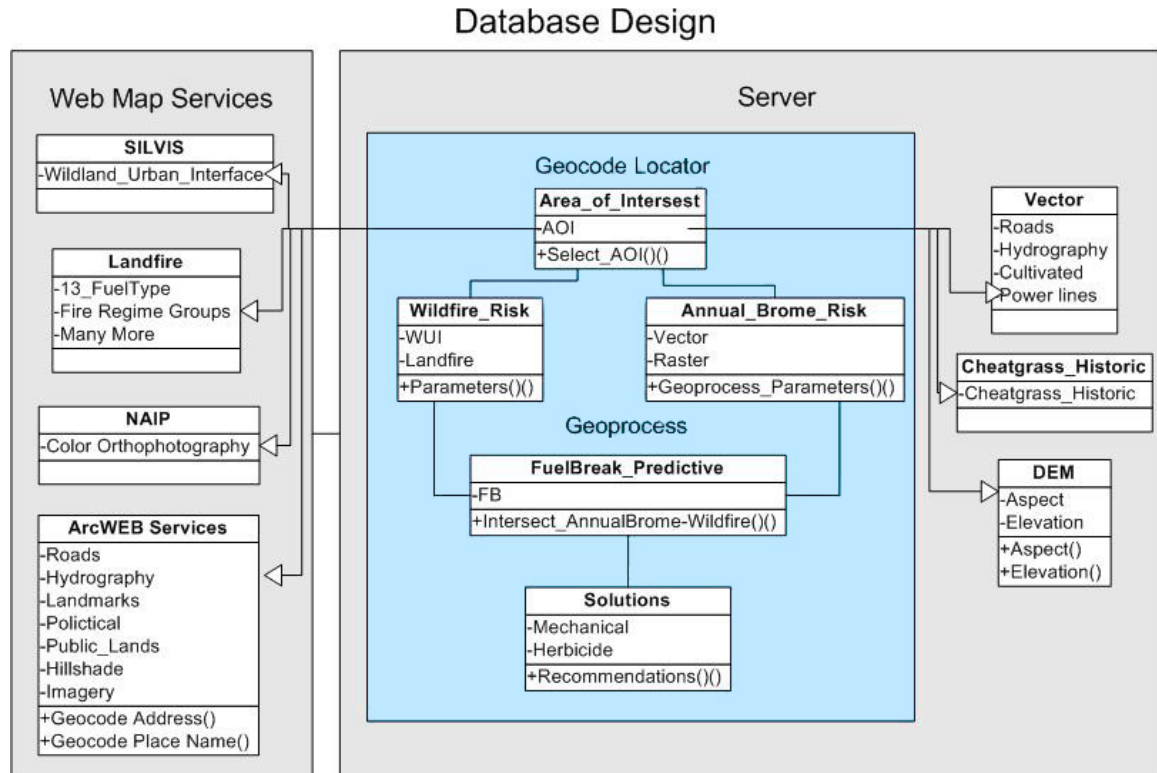 Database Design
Web Map Services
SILVIS
-Wildland_Urban_Interface
Landfire
-13_FuelType
-Fire Regime Groups
-Many More
NAIP
-Color Orthophotography
ArcWEB Services
-Roads
-Hydrography
-Landmarks
-Polictical
-Public_Lands
-Hillshade
-Imagery
+Geocode Address()
+Geocode Place Name()
Server
Geocode Locator
Area_of_Intersest
-AOI
+Select_AOI()()
Wildfire_Risk
-WUI
-Landfire
+Parameters()()
Annual_Brome_Risk
-Vector
-Raster
+Geoprocess_Parameters()()
Geoprocess
FuelBreak_Predictive
-FB
+Intersect_AnnualBrome-Wildfire()()
Solutions
-Mechanical
-Herbicide
+Recommendations()()
Vector
-Roads
-Hydrography
-Cultivated
-Power lines
Cheatgrass_Historic
-Cheatgrass_Historic
DEM
-Aspect
-Elevation
+Aspect()
+Elevation()